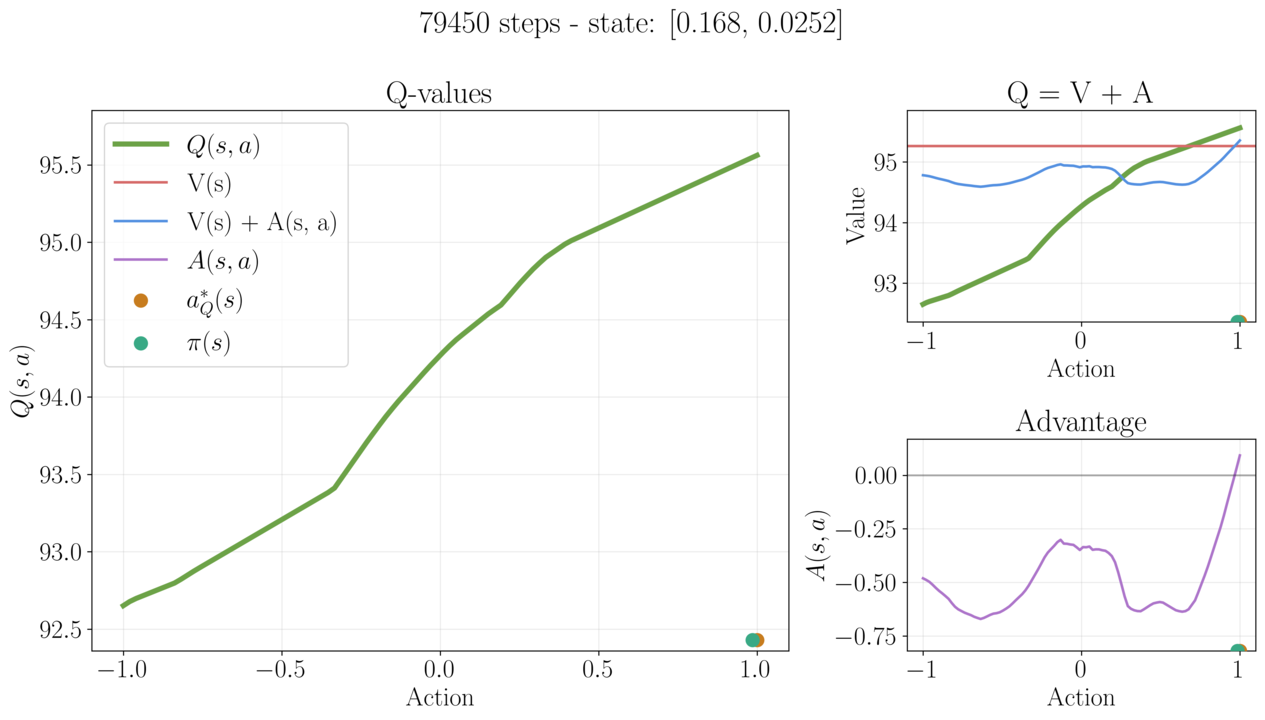 79450 steps - state: [0.168, 0.0252]
Q-values
Q(s, a)
V(s)
V(s) + A(s, a)
A(s, a)
a*Q(s)
π(s)
95.5
95.0
94.5
94.0
93.5
93.0
92.5
Q(s, a)
−1.0
−0.5
0.0
0.5
1.0
Action
Q = V + A
95
94
93
Value
−1
0
1
Action
Advantage
0.00
−0.25
−0.50
−0.75
A(s, a)
−1
0
1
Action